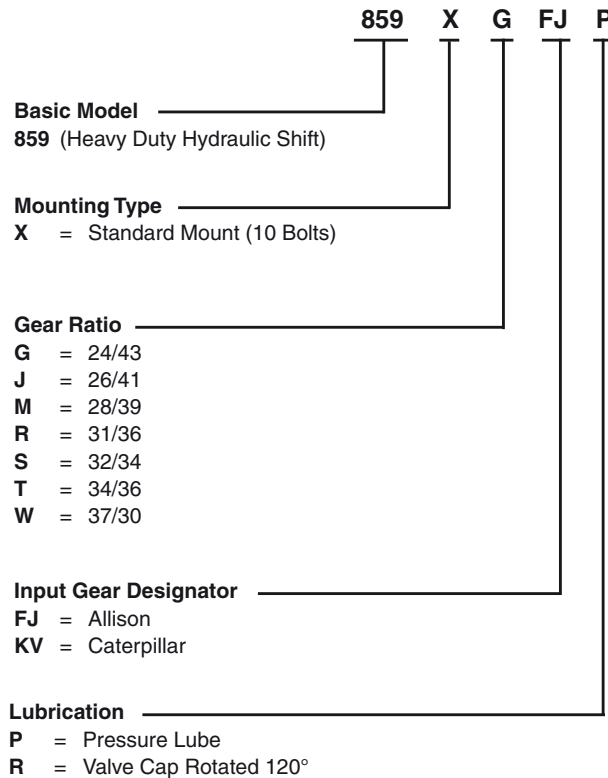 859 X G FJ P
Basic Model
859 (Heavy Duty Hydraulic Shift)
Mounting Type
X = Standard Mount (10 Bolts)
Gear Ratio
G = 24/43
J = 26/41
M = 28/39
R = 31/36
S = 32/34
T = 34/36
W = 37/30
Input Gear Designator
FJ = Allison
KV = Caterpillar
Lubrication
P = Pressure Lube
R = Valve Cap Rotated 120°